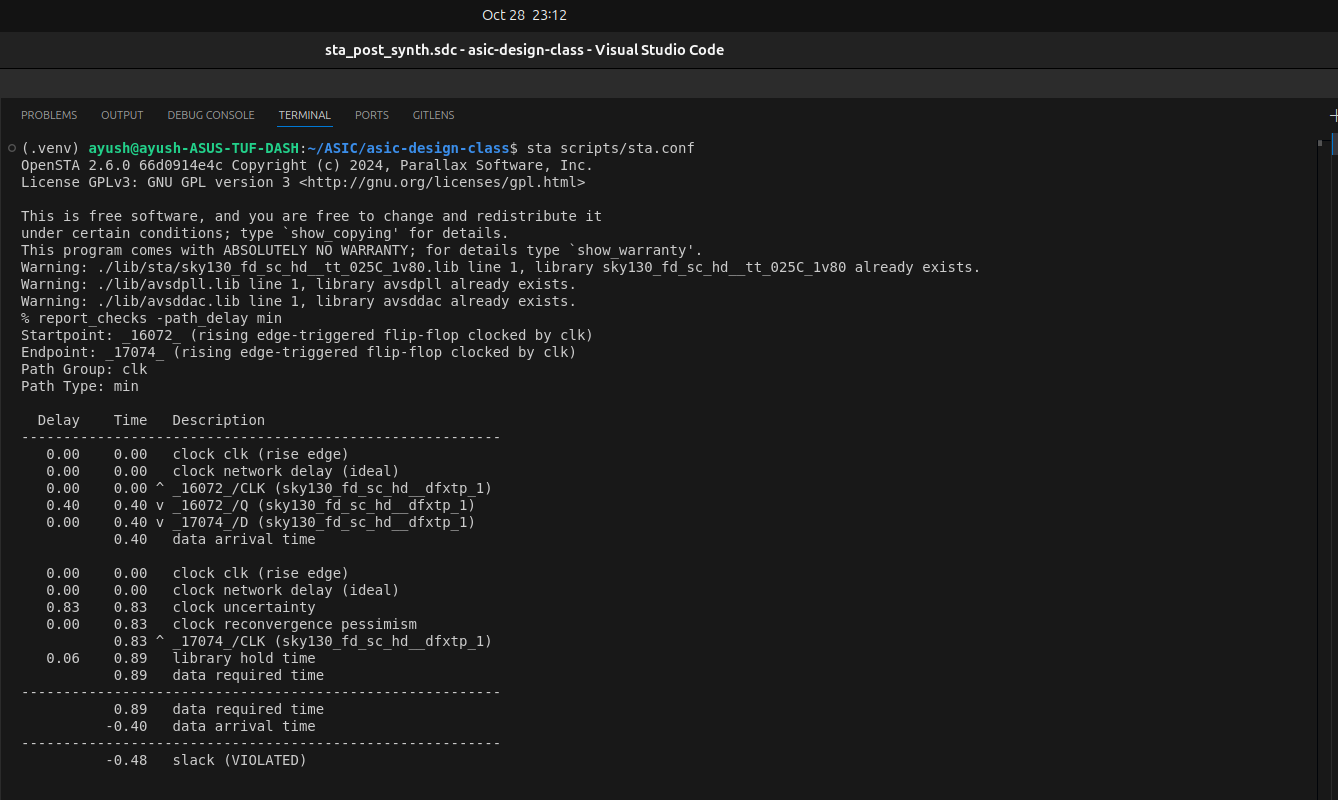 Oct 28  23:12
sta_post_synth.sdc - asic-design-class - Visual Studio Code
PROBLEMS OUTPUT DEBUG CONSOLE TERMINAL PORTS GITLENS
(.venv) ayush@ayush-ASUS-TUF-DASH:~/ASIC/asic-design-class$ sta scripts/sta.conf
OpenSTA 2.6.0 66d0914e4c Copyright (c) 2024, Parallax Software, Inc.
License GPLv3: GNU GPL version 3 <http://gnu.org/licenses/gpl.html>

This is free software, and you are free to change and redistribute it
under certain conditions; type `show_copying' for details.
This program comes with ABSOLUTELY NO WARRANTY; for details type `show_warranty'.
Warning: ./lib/sta/sky130_fd_sc_hd__tt_025C_1v80.lib line 1, library sky130_fd_sc_hd__tt_025C_1v80 already exists.
Warning: ./lib/avsdpll.lib line 1, library avsdpll already exists.
Warning: ./lib/avsddac.lib line 1, library avsddac already exists.
% report_checks -path_delay min
Startpoint: _16072_ (rising edge-triggered flip-flop clocked by clk)
Endpoint: _17074_ (rising edge-triggered flip-flop clocked by clk)
Path Group: clk
Path Type: min

  Delay    Time   Description
---------------------------------------------------------
   0.00    0.00   clock clk (rise edge)
   0.00    0.00   clock network delay (ideal)
   0.00    0.00 ^ _16072_/CLK (sky130_fd_sc_hd__dfxtp_1)
   0.40    0.40 v _16072_/Q (sky130_fd_sc_hd__dfxtp_1)
   0.00    0.40 v _17074_/D (sky130_fd_sc_hd__dfxtp_1)
           0.40   data arrival time

   0.00    0.00   clock clk (rise edge)
   0.00    0.00   clock network delay (ideal)
   0.83    0.83   clock uncertainty
   0.00    0.83   clock reconvergence pessimism
           0.83 ^ _17074_/CLK (sky130_fd_sc_hd__dfxtp_1)
   0.06    0.89   library hold time
           0.89   data required time
---------------------------------------------------------
           0.89   data required time
          -0.40   data arrival time
---------------------------------------------------------
          -0.48   slack (VIOLATED)